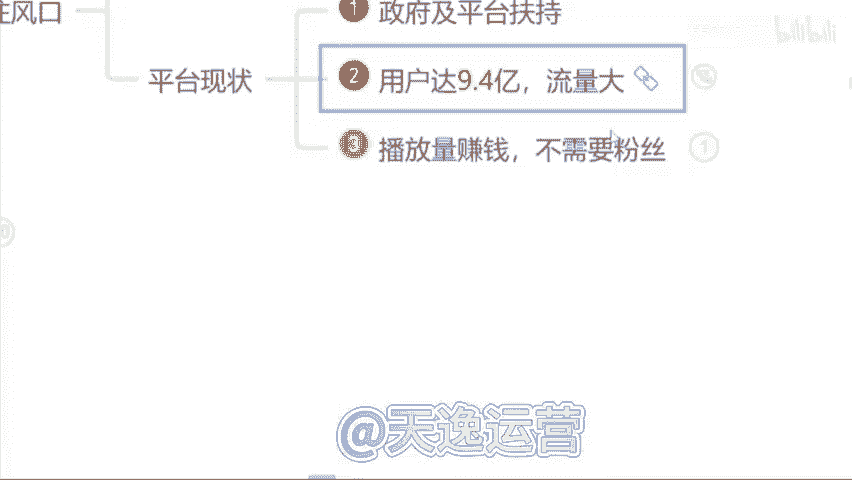 住风口
1 政府及平台扶持
bilibili
平台现状
2 用户达9.4亿，流量大
3 播放量赚钱，不需要粉丝 1
@天逸运营